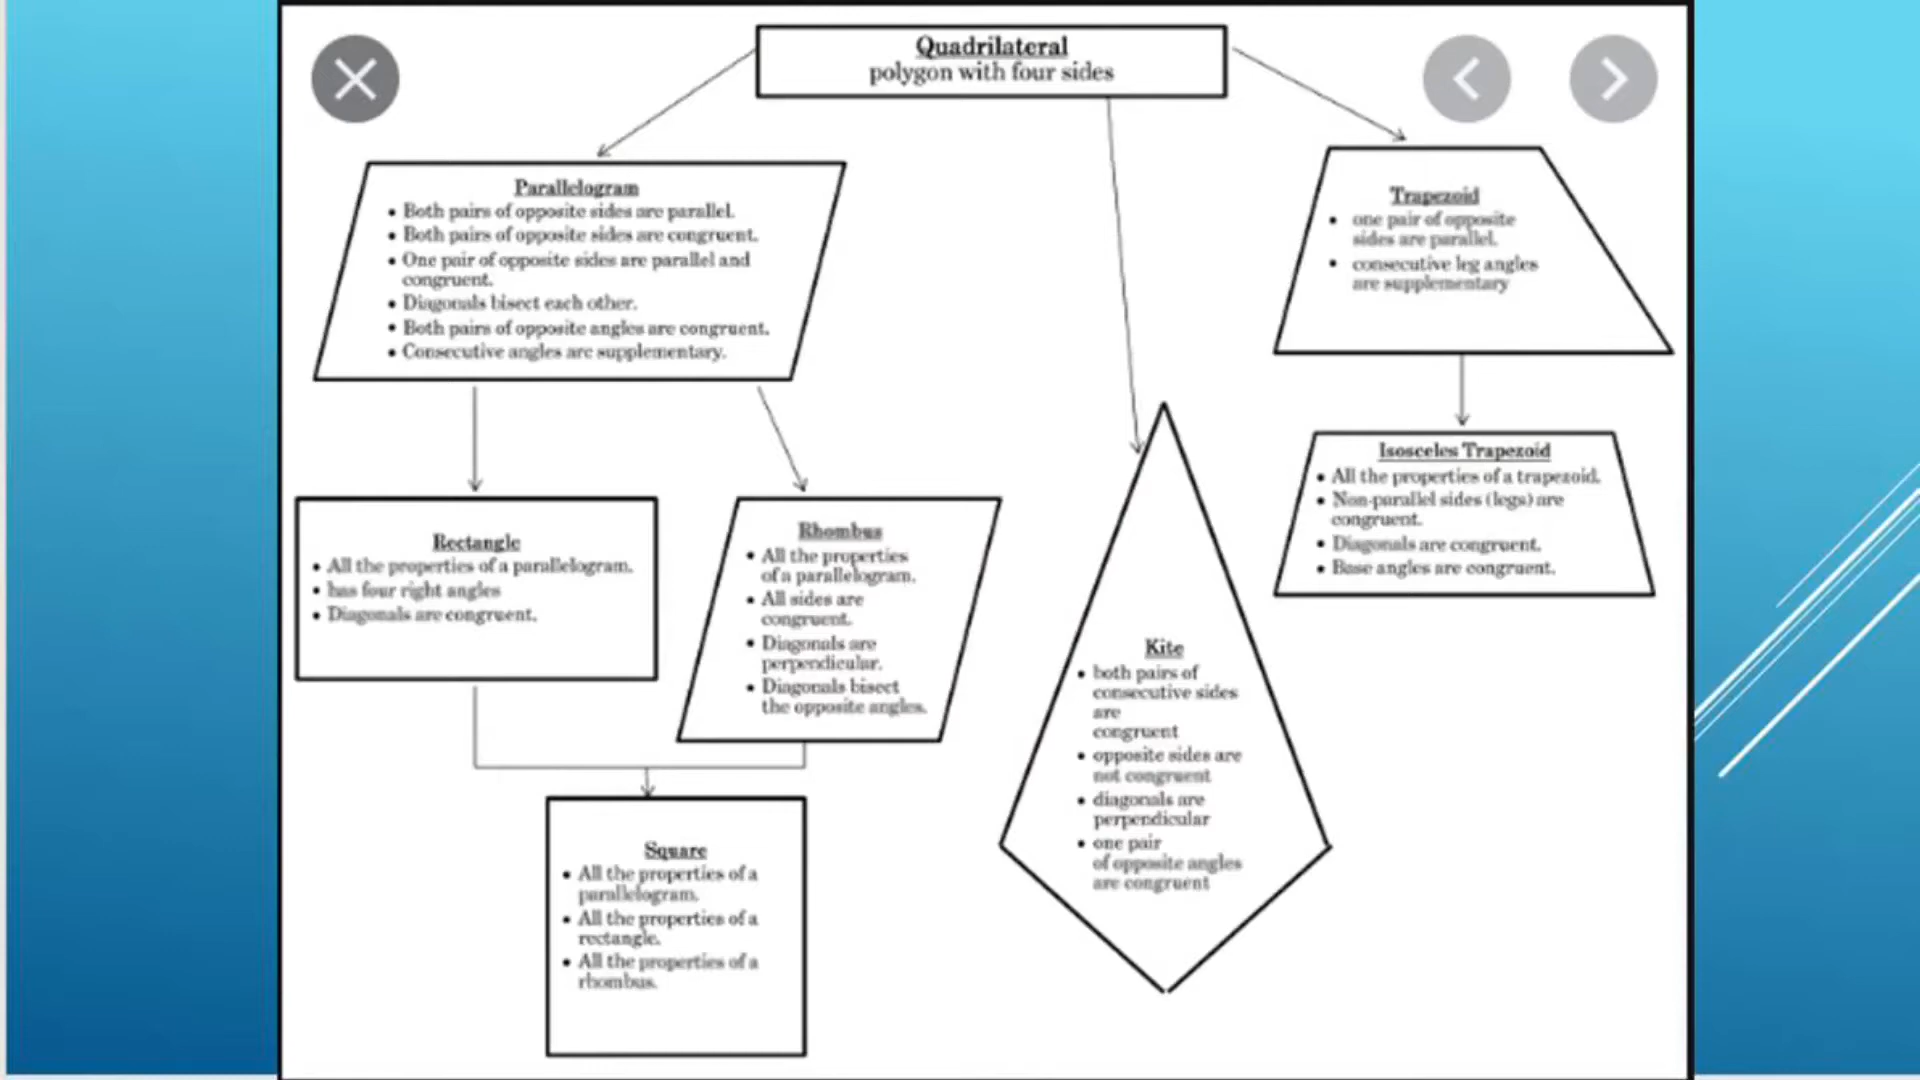 Quadrilateral
polygon with four sides
Parallelogram
• Both pairs of opposite sides are parallel.
• Both pairs of opposite sides are congruent.
• One pair of opposite sides are parallel and
congruent.
• Diagonals bisect each other.
• Both pairs of opposite angles are congruent.
• Consecutive angles are supplementary.
Trapezoid
• one pair of opposite
sides are parallel.
• consecutive leg angles
are supplementary
Rectangle
• All the properties of a parallelogram.
• has four right angles
• Diagonals are congruent.
Rhombus
• All the properties
of a parallelogram.
• All sides are
congruent.
• Diagonals are
perpendicular.
• Diagonals bisect
the opposite angles.
Isosceles Trapezoid
• All the properties of a trapezoid.
• Non-parallel sides (legs) are
congruent.
• Diagonals are congruent.
• Base angles are congruent.
Kite
• both pairs of
consecutive sides
are
congruent
• opposite sides are
not congruent
• diagonals are
perpendicular
• one pair
of opposite angles
are congruent
Square
• All the properties of a
parallelogram.
• All the properties of a
rectangle.
• All the properties of a
rhombus.